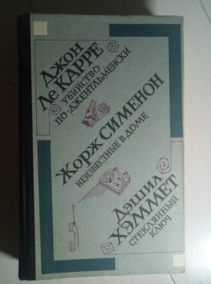 ДЖОН
ЛЕ КАРРЕ
УБИЙСТВО
ПО-ДЖЕНТЛЬМЕНСКИ
ЖОРЖ СИМЕНОН
НЕИЗВЕСТНЫЕ В ДОМЕ
ДЭШИЛ
ХЭММЕТ
СТЕКЛЯННЫЙ
КЛЮЧ